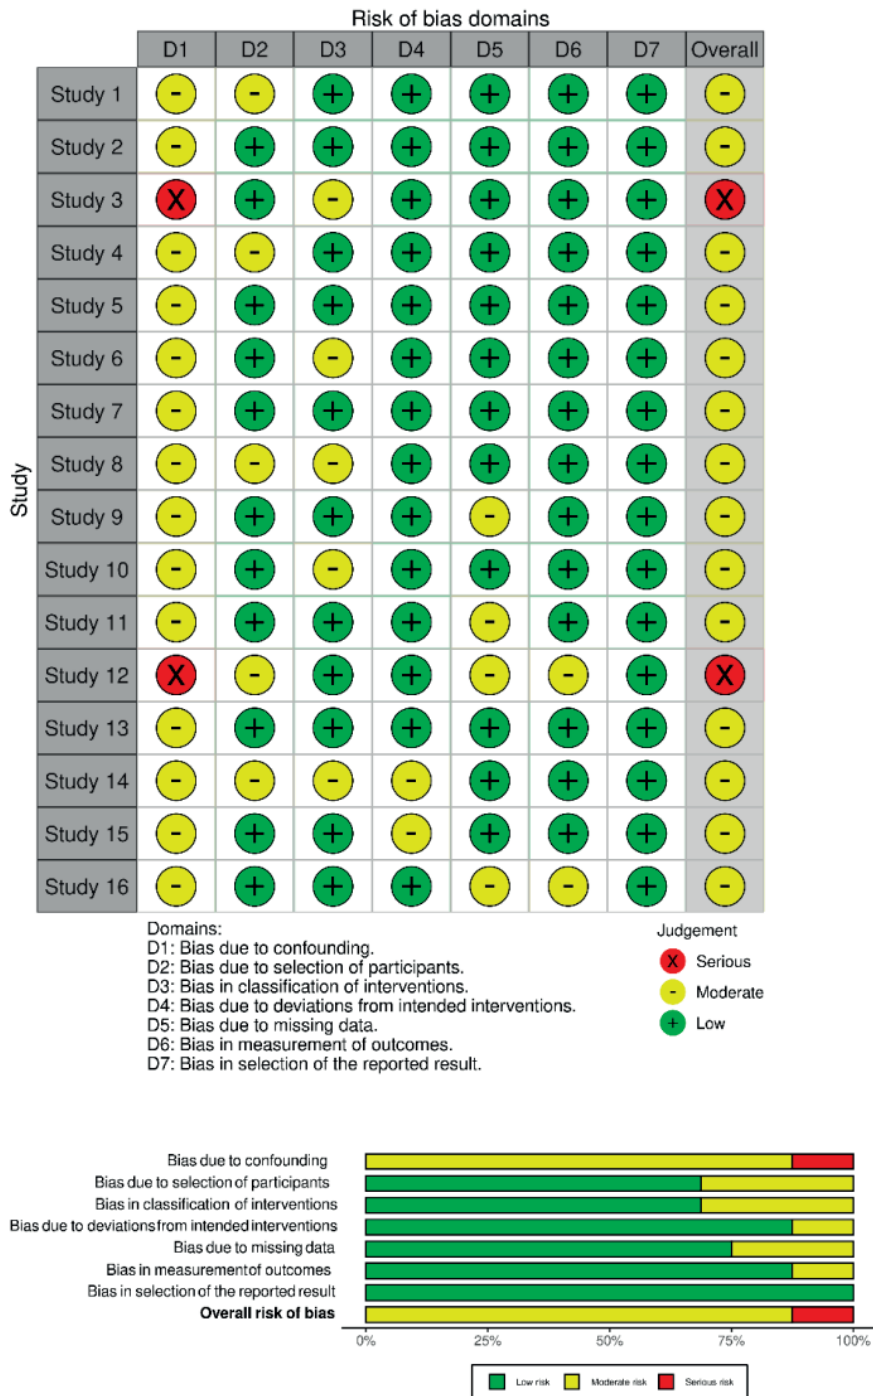 Risk of bias domains
D1 D2 D3 D4 D5 D6 D7 Overall
Study
Study 1 - - + + + + + -
Study 2 - + + + + + + -
Study 3 X + - + + + + X
Study 4 - - + + + + + -
Study 5 - + + + + + + -
Study 6 - + - + + + + -
Study 7 - + + + + + + -
Study 8 - - - + + + + -
Study 9 - + + + - + + -
Study 10 - + - + + + + -
Study 11 - + + + - + + -
Study 12 X - + + - - + X
Study 13 - + + + + + + -
Study 14 - - - - + + + -
Study 15 - + + - + + + -
Study 16 - + + + - - + -
Domains:
D1: Bias due to confounding.
D2: Bias due to selection of participants.
D3: Bias in classification of interventions.
D4: Bias due to deviations from intended interventions.
D5: Bias due to missing data.
D6: Bias in measurement of outcomes.
D7: Bias in selection of the reported result.
Judgement
X Serious
- Moderate
+ Low
Bias due to confounding
Bias due to selection of participants
Bias in classification of interventions
Bias due to deviations from intended interventions
Bias due to missing data
Bias in measurement of outcomes
Bias in selection of the reported result
Overall risk of bias
0% 25% 50% 75% 100%
Low risk Moderate risk Serious risk